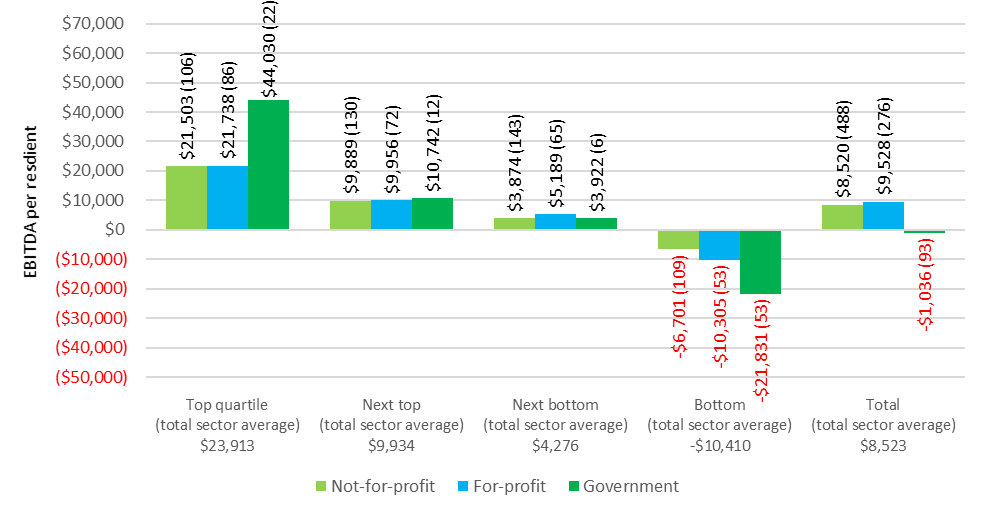 EBITDA per resdient
$70,000
$60,000
$50,000
$40,000
$30,000
$20,000
$10,000
$0
($10,000)
($20,000)
($30,000)
($40,000)
($50,000)
$21,503 (106)
$21,738 (86)
$44,030 (22)
$9,889 (130)
$9,956 (72)
$10,742 (12)
$3,874 (143)
$5,189 (65)
$3,922 (6)
-$6,701 (109)
-$10,305 (53)
-$21,831 (53)
$8,520 (488)
$9,528 (276)
-$1,036 (93)
Top quartile
(total sector average)
$23,913
Next top
(total sector average)
$9,934
Next bottom
(total sector average)
$4,276
Bottom
(total sector average)
-$10,410
Total
(total sector average)
$8,523
Not-for-profit
For-profit
Government